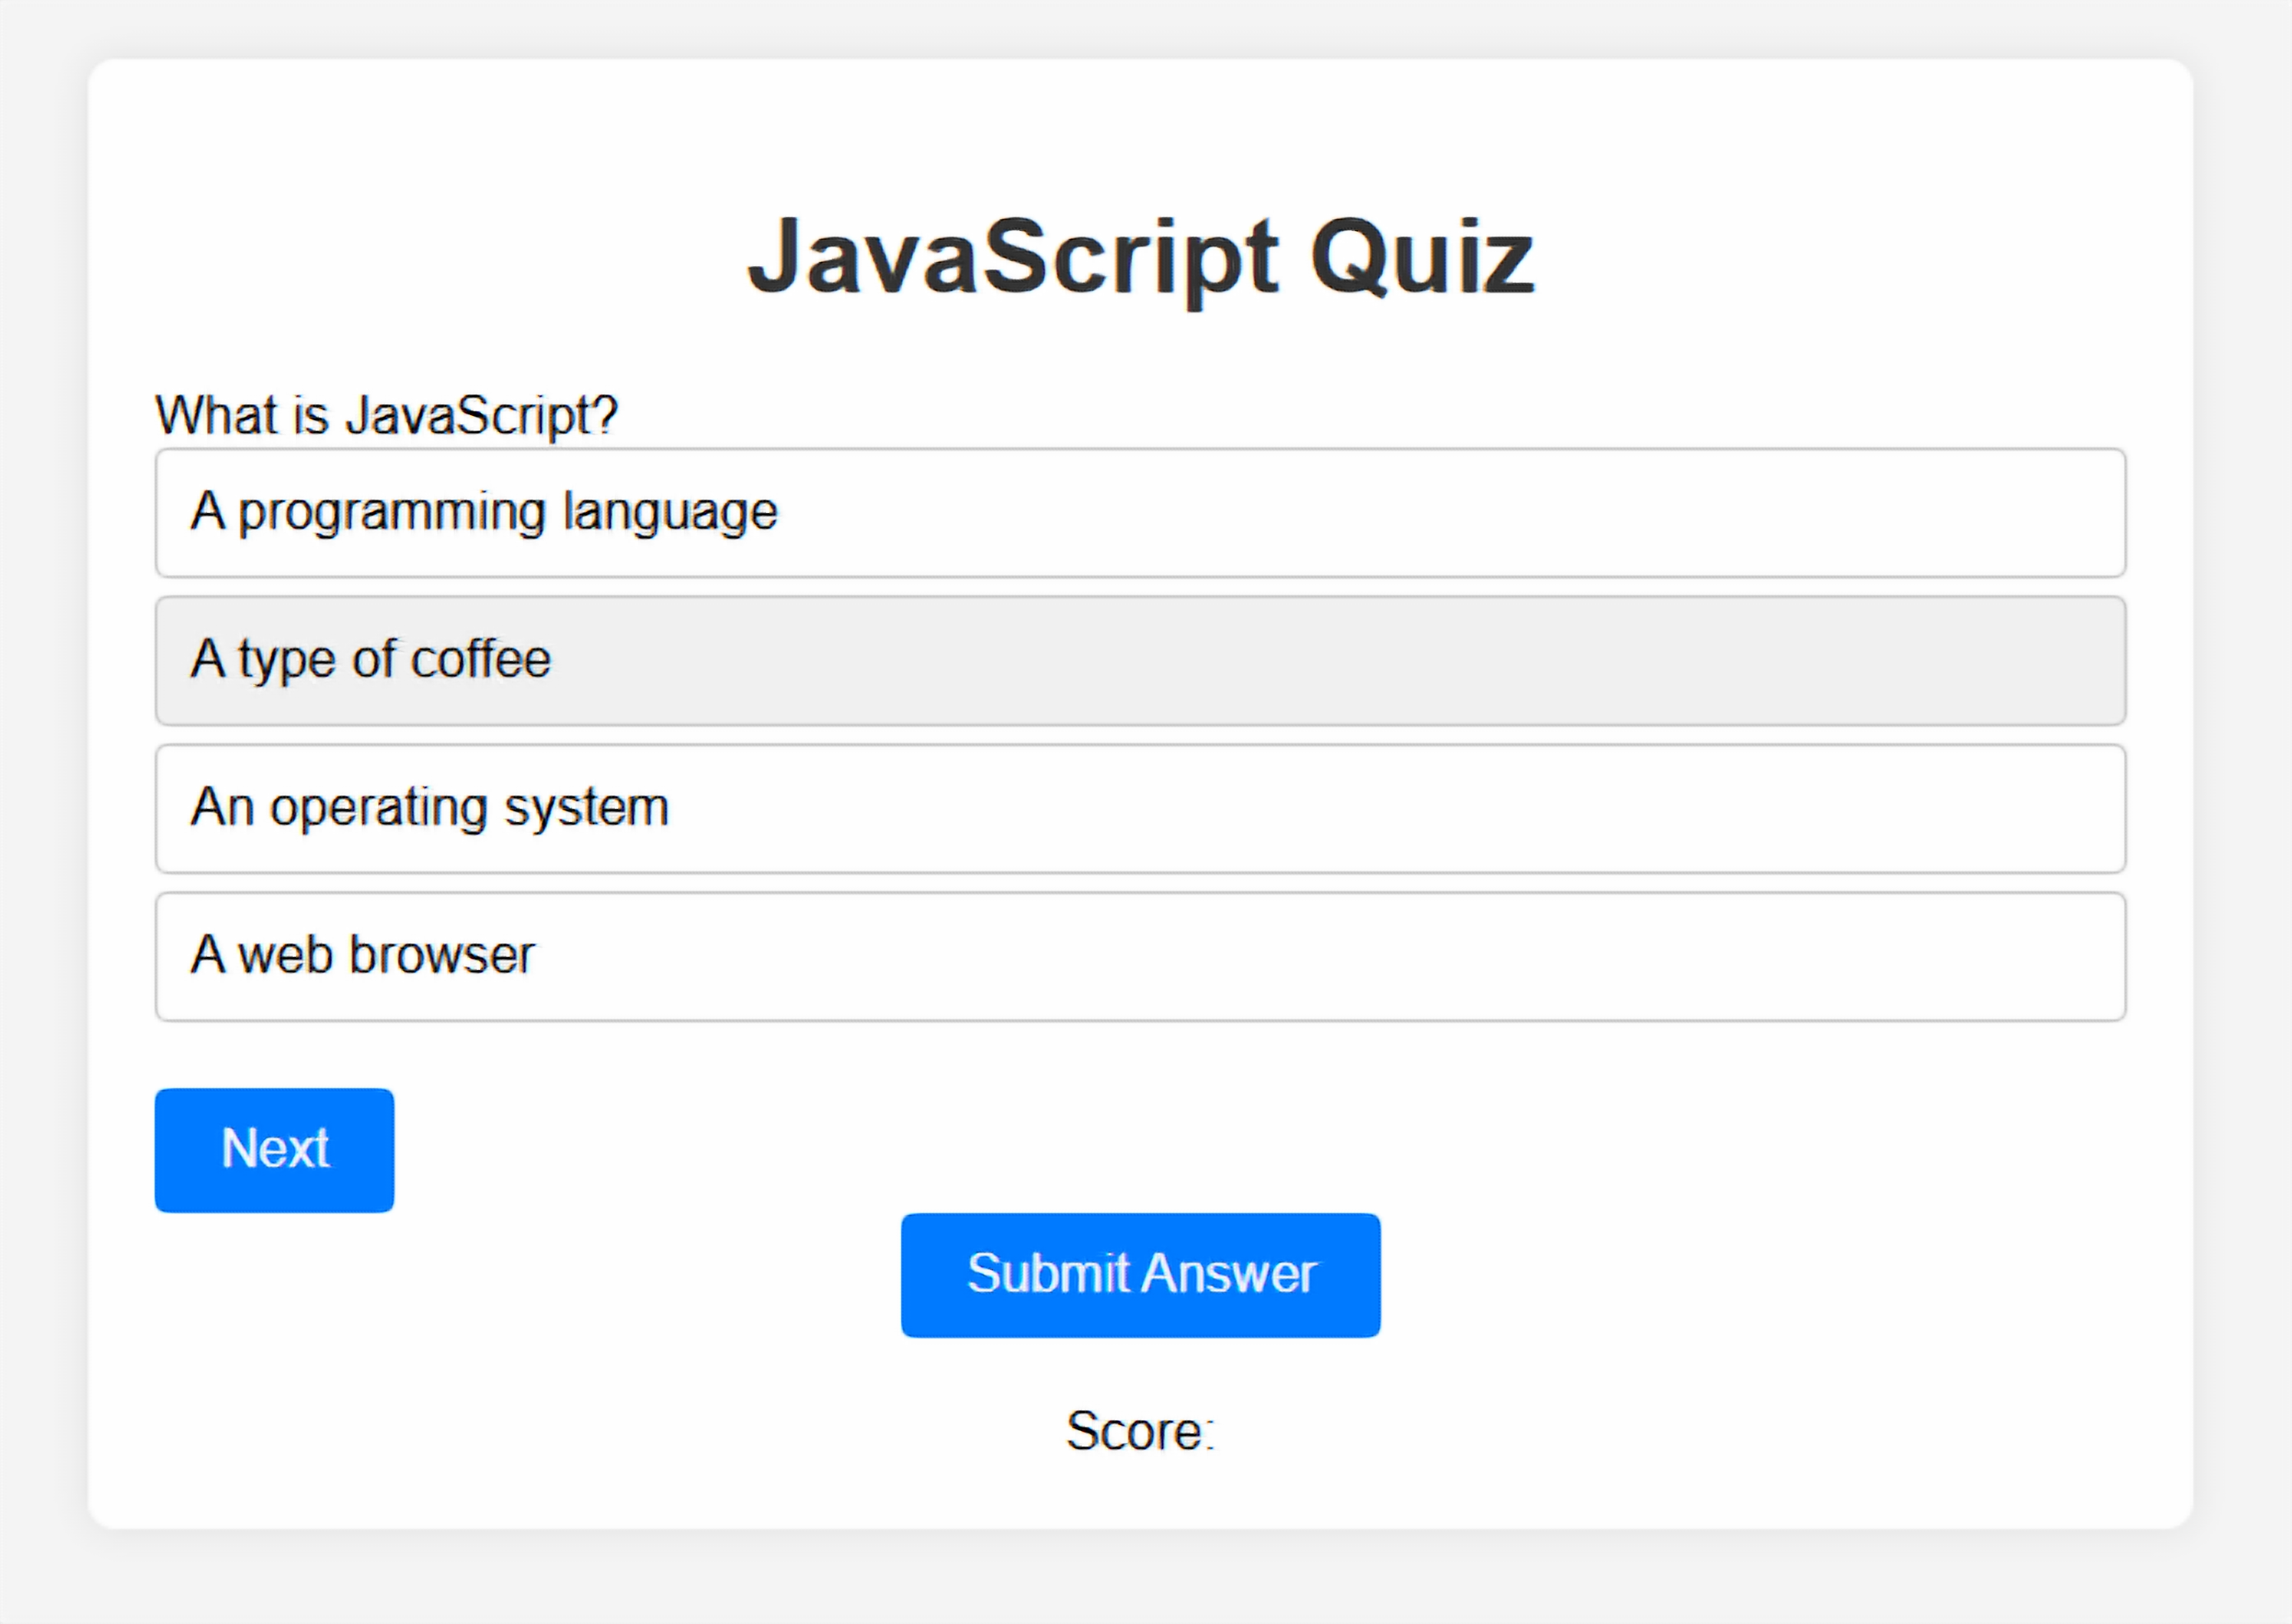 JavaScript Quiz
What is JavaScript?
A programming language
A type of coffee
An operating system
A web browser
Next
Submit Answer
Score: